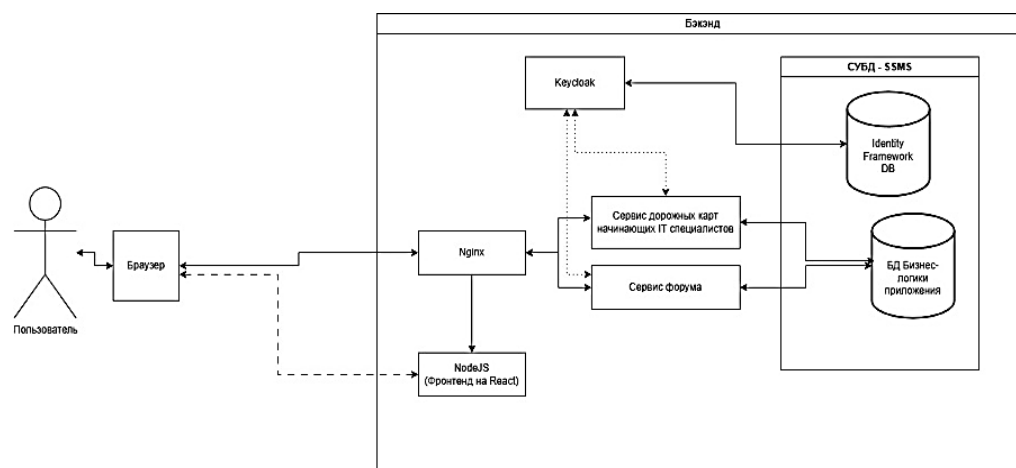 Бэкэнд
СУБД - SSMS
Keycloak
Identity
Framework
DB
Сервис дорожных карт
начинающих IT специалистов
Nginx
Браузер
БД Бизнес-
логики
приложения
Сервис форума
Пользователь
NodeJS
(Фронтенд на React)